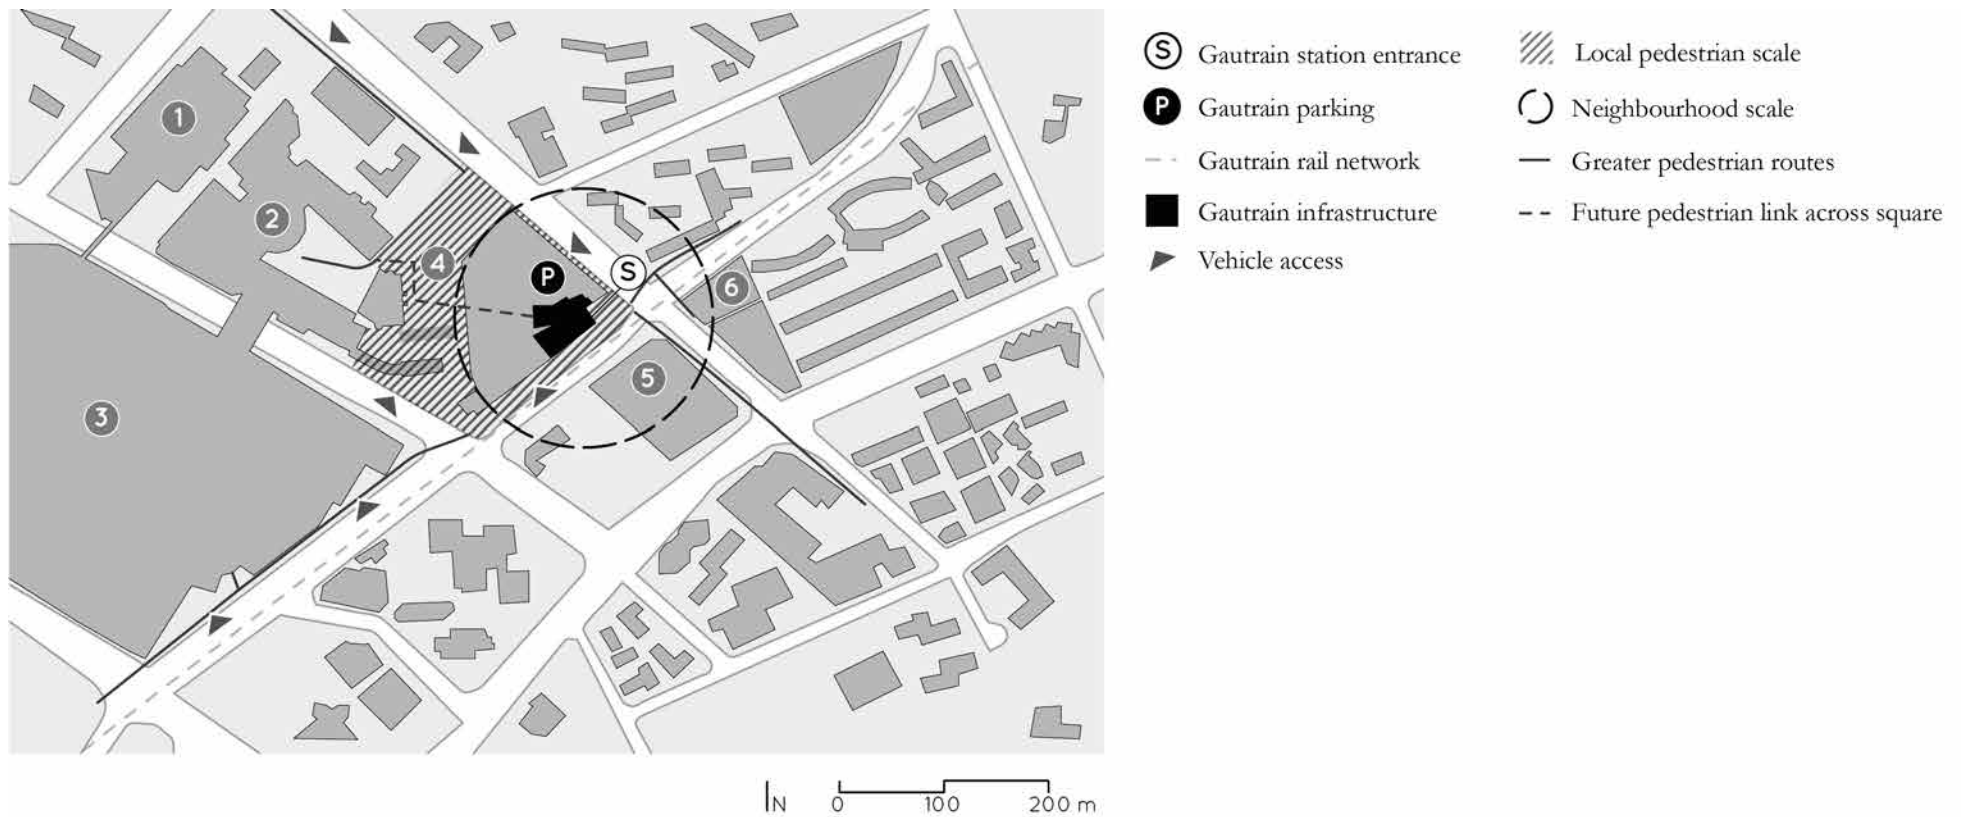 1
2
3
4
P
S
6
5
S Gautrain station entrance
P Gautrain parking
Gautrain rail network
Gautrain infrastructure
Vehicle access
Local pedestrian scale
Neighbourhood scale
Greater pedestrian routes
Future pedestrian link across square
N
0 100 200 m